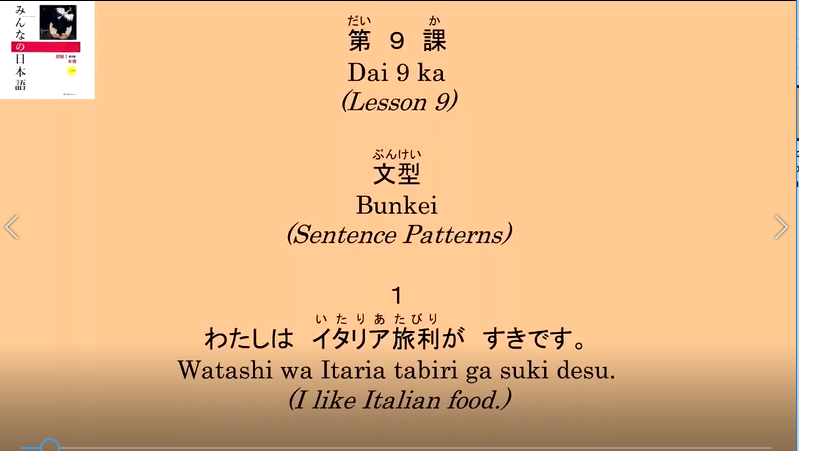 みんなの日本語
だい か
第 9 課
Dai 9 ka
(Lesson 9)
ぶんけい
文型
Bunkei
(Sentence Patterns)
1
いたりあたびり
わたしは イタリア旅利が すきです。
Watashi wa Itaria tabiri ga suki desu.
(I like Italian food.)